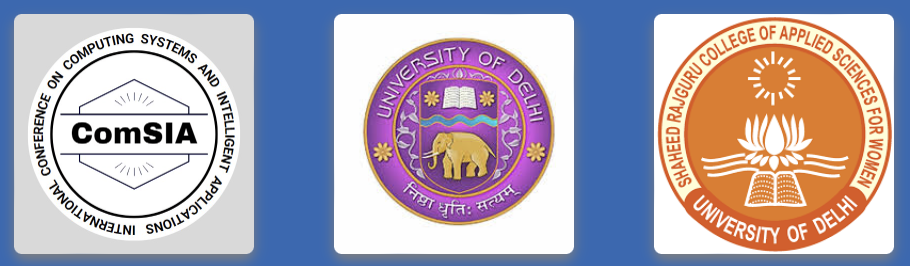 INTERNATIONAL CONFERENCE ON COMPUTING SYSTEMS AND INTELLIGENT APPLICATIONS
ComSIA
UNIVERSITY OF DELHI
निष्ठा धृति: सत्यम्
SHAHEED RAJGURU COLLEGE OF APPLIED SCIENCES FOR WOMEN
UNIVERSITY OF DELHI